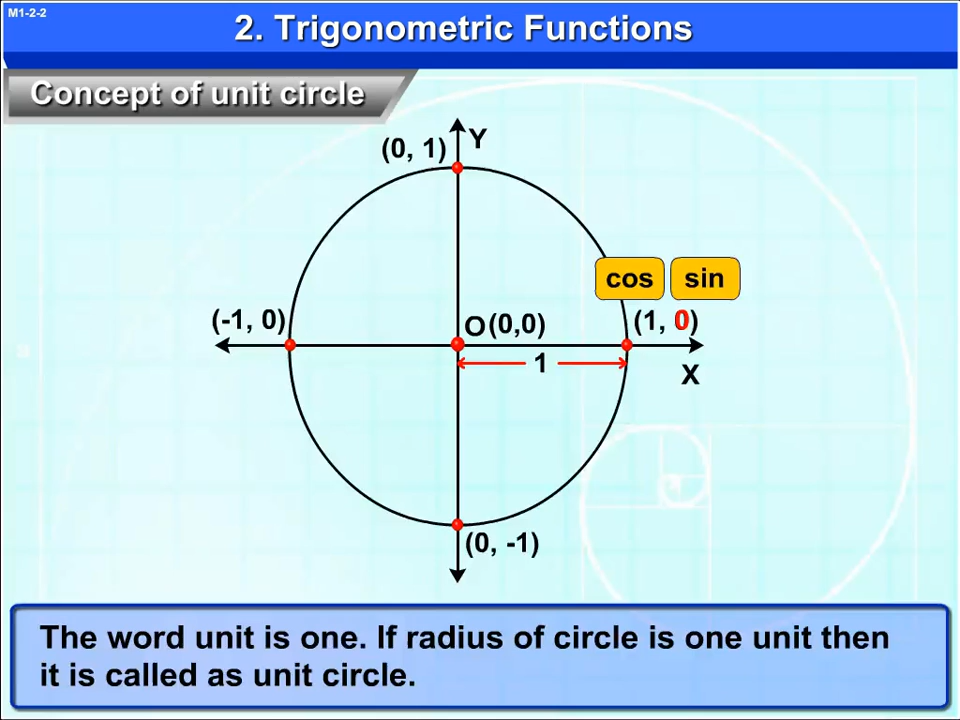 M1-2-2
2. Trigonometric Functions
Concept of unit circle
Y
(0, 1)
cos sin
(-1, 0) O (0,0) (1, 0)
1
X
(0, -1)
The word unit is one. If radius of circle is one unit then
it is called as unit circle.